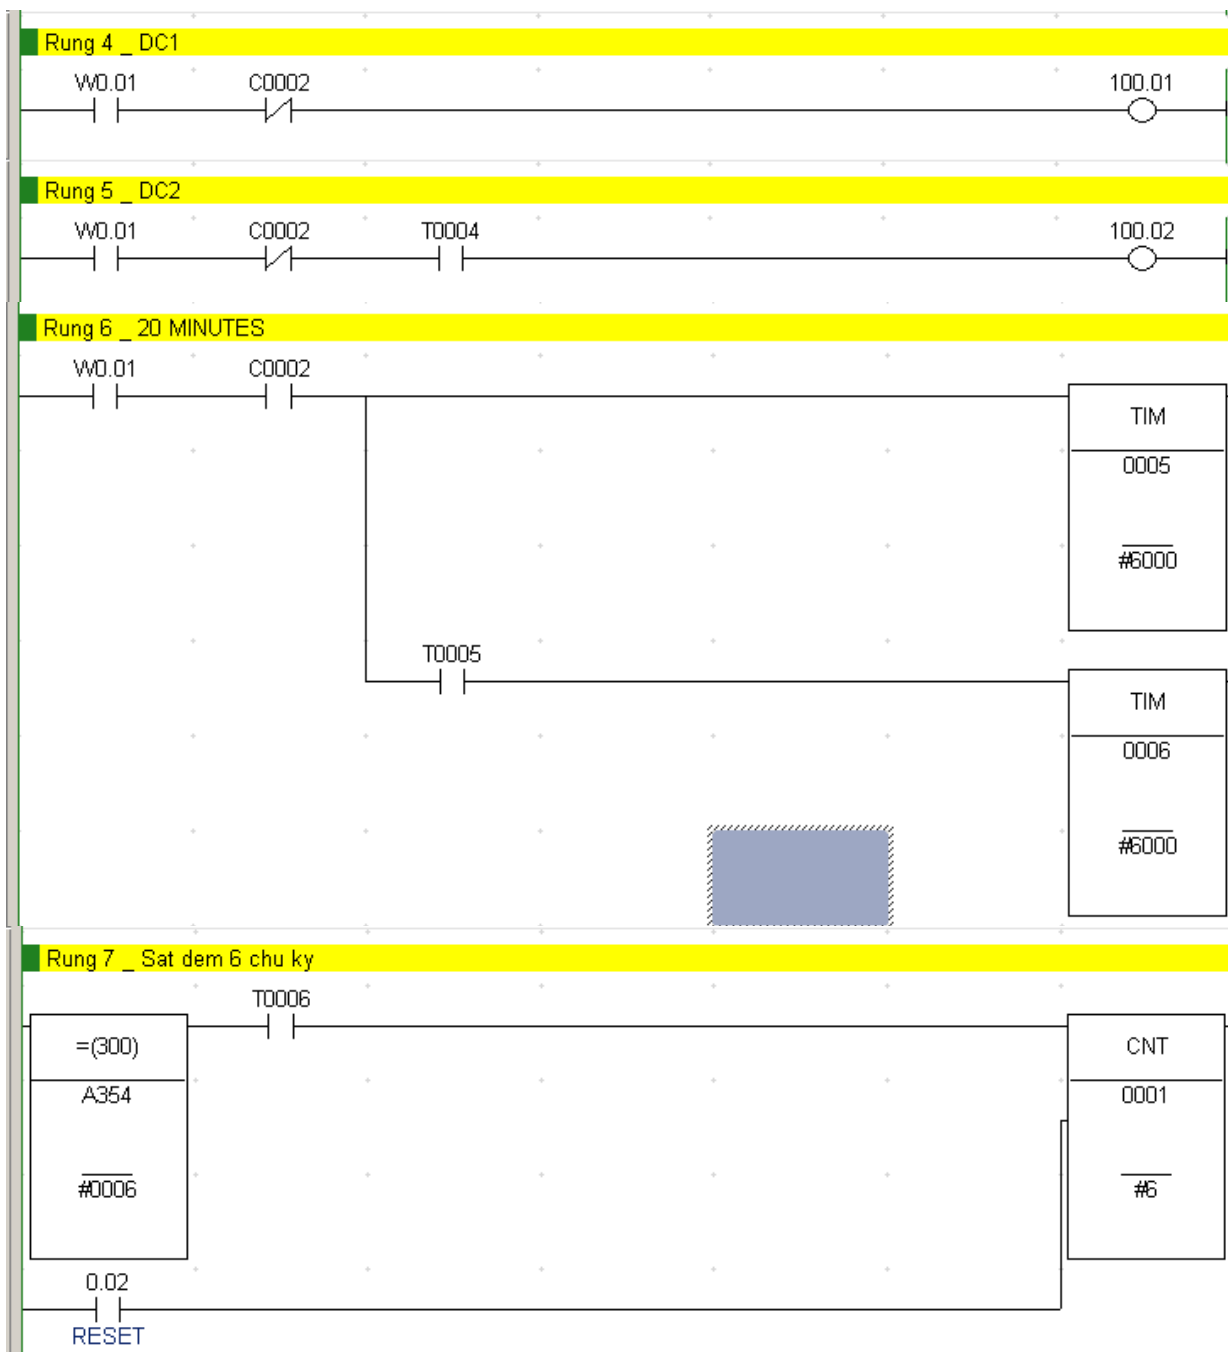 Rung 4 _ DC1
W0.01 C0002 100.01
Rung 5 _ DC2
W0.01 C0002 T0004 100.02
Rung 6 _ 20 MINUTES
W0.01 C0002
TIM
0005
#6000
T0005
TIM
0006
#6000
Rung 7 _ Sat dem 6 chu ky
T0006
=(300) CNT
A354 0001
#0006 #6
0.02
RESET